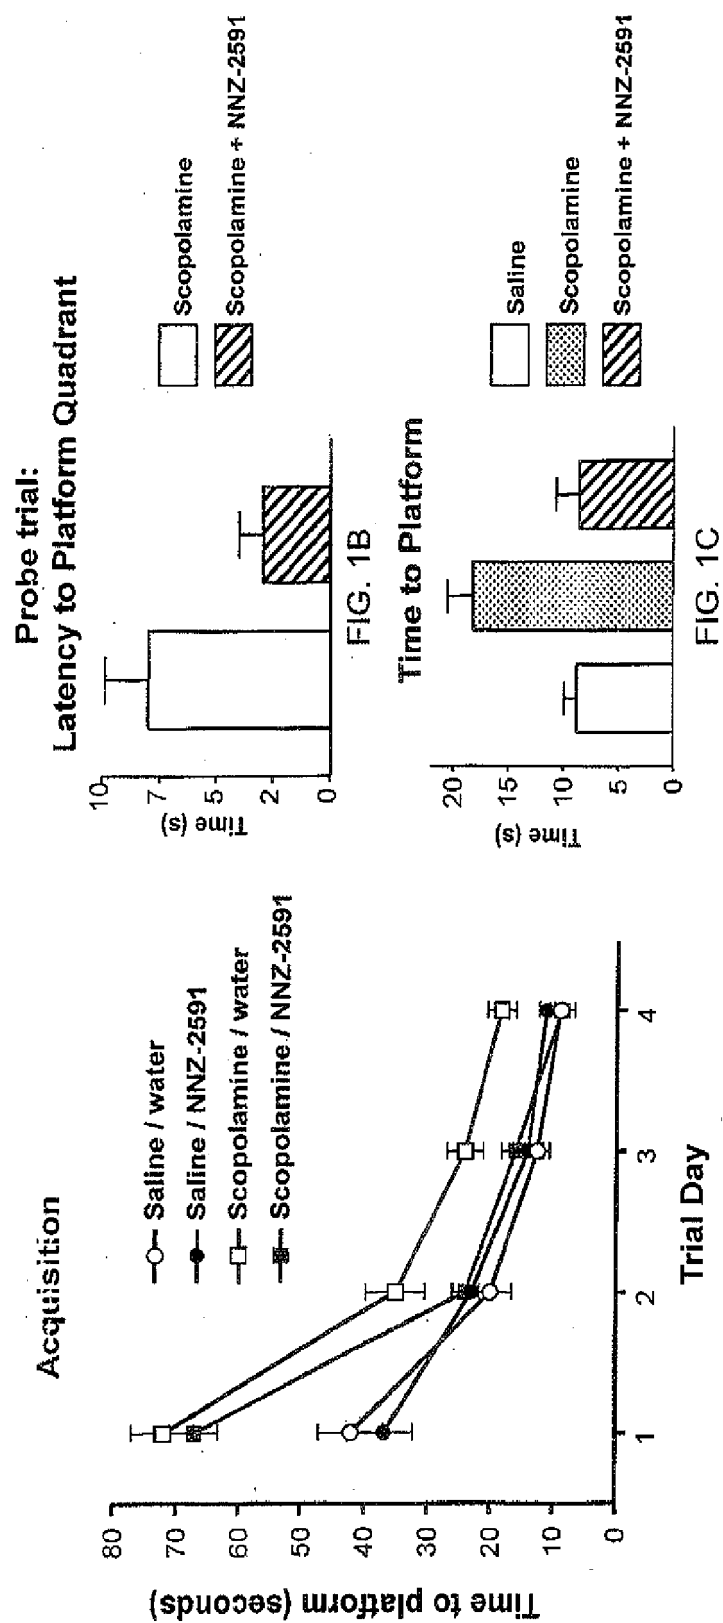 Acquisition
Saline / water
Saline / NNZ-2591
Scopolamine / water
Scopolamine / NNZ-2591
Time to platform (seconds)
80
70
60
50
40
30
20
10
0
1
2
3
4
Trial Day
Probe trial:
Latency to Platform Quadrant
Time (s)
10
7
5
2
0
Scopolamine
Scopolamine + NNZ-2591
FIG. 1B
Time to Platform
Time (s)
20
15
10
5
0
Saline
Scopolamine
Scopolamine + NNZ-2591
FIG. 1C